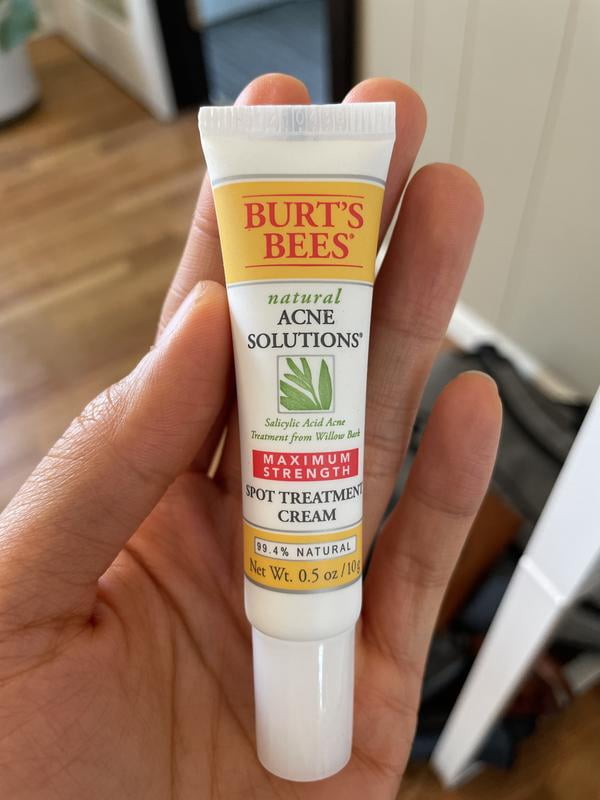 BURT'S
BEES®
natural
ACNE
SOLUTIONS®
Salicylic Acid Acne
Treatment from Willow Bark
MAXIMUM
STRENGTH
SPOT TREATMENT
CREAM
99.4% NATURAL
Net Wt. 0.5 oz / 10g